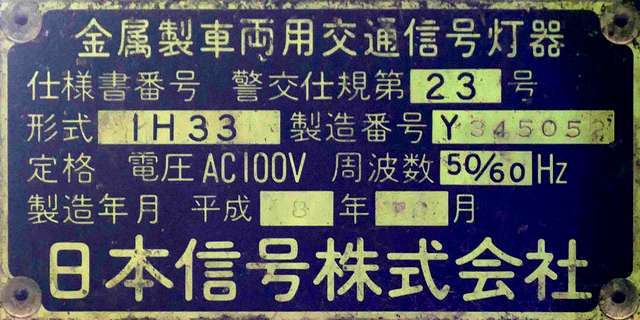 金属製車両用交通信号灯器
仕様書番号 警交仕規第 23 号
形式 1H33 製造番号 Y345052
定格 電圧 AC100V 周波数 50/60 Hz
製造年月 平成 8 年 月
日本信号株式会社